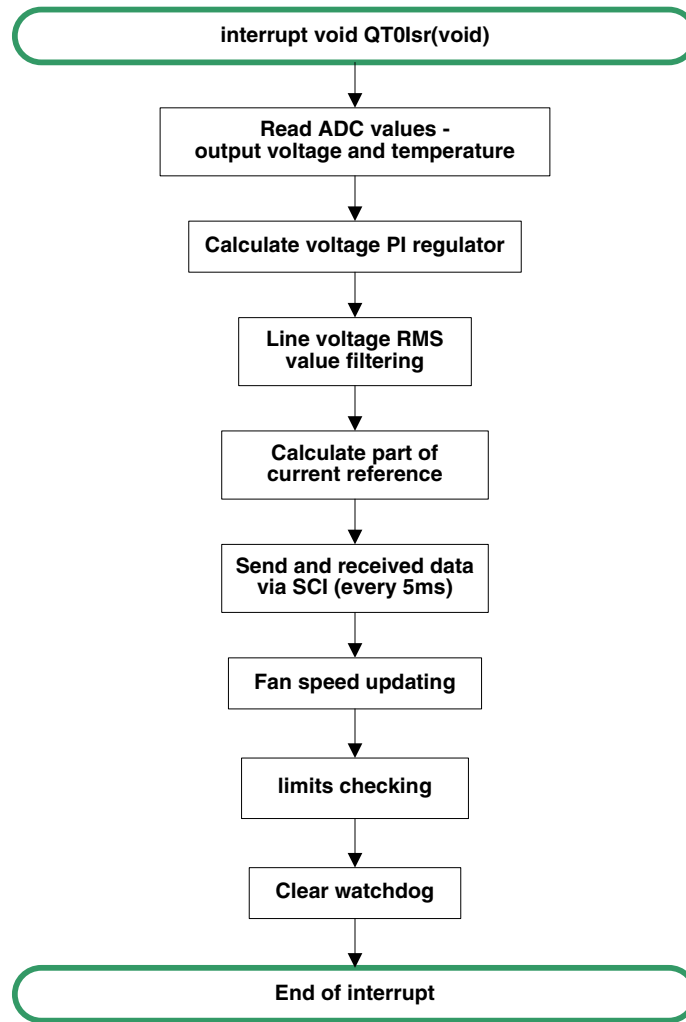 interrupt void QT0Isr(void)
Read ADC values -
output voltage and temperature
Calculate voltage PI regulator
Line voltage RMS
value filtering
Calculate part of
current reference
Send and received data
via SCI (every 5ms)
Fan speed updating
limits checking
Clear watchdog
End of interrupt